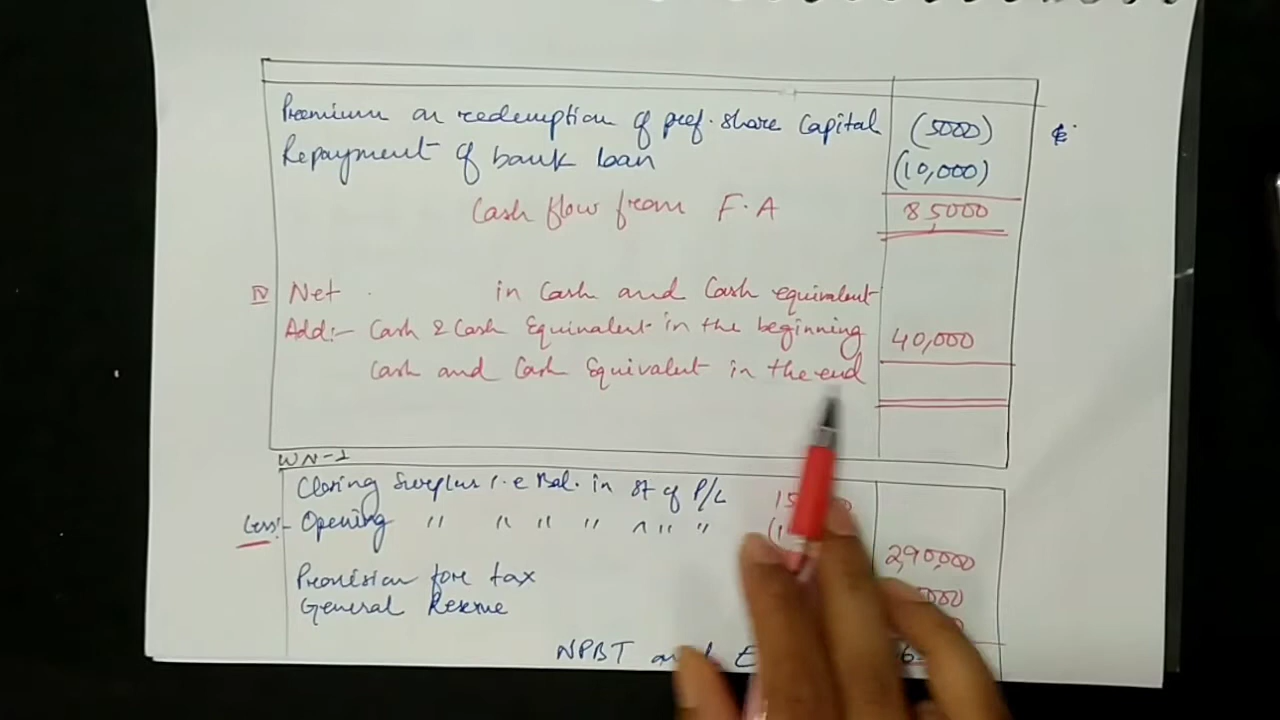 Premium on redemption of pref. share Capital (5000)
Repayment of bank loan (10,000)
Cash flow from F.A 85000
IV Net in Cash and Cash equivalent
Add:- Cash & Cash Equivalent in the beginning 40,000
Cash and Cash Equivalent in the end
WN-1
Closing Surplus i.e Bal. in st of P/L
Less:- Opening " " " " " " "
2,90,000
Provision for tax
General Reserve
NPBT